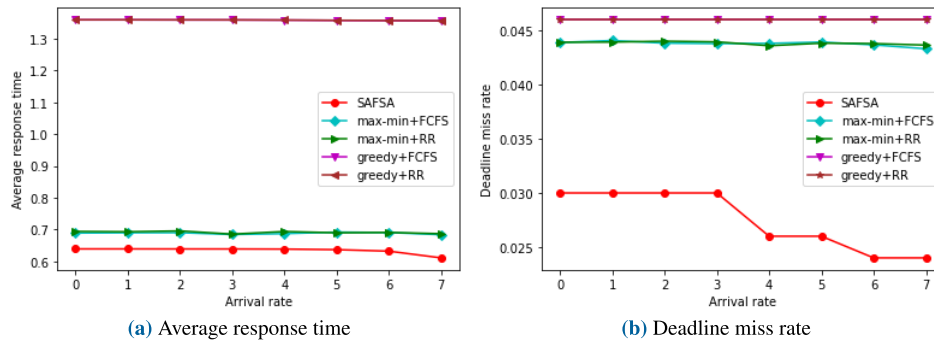 Average response time
1.3
1.2
1.1
1.0
0.9
0.8
0.7
0.6
SAFSA
max-min+FCFS
max-min+RR
greedy+FCFS
greedy+RR
0 1 2 3 4 5 6 7
Arrival rate
(a) Average response time
Deadline miss rate
0.045
0.040
0.035
0.030
0.025
SAFSA
max-min+FCFS
max-min+RR
greedy+FCFS
greedy+RR
0 1 2 3 4 5 6 7
Arrival rate
(b) Deadline miss rate